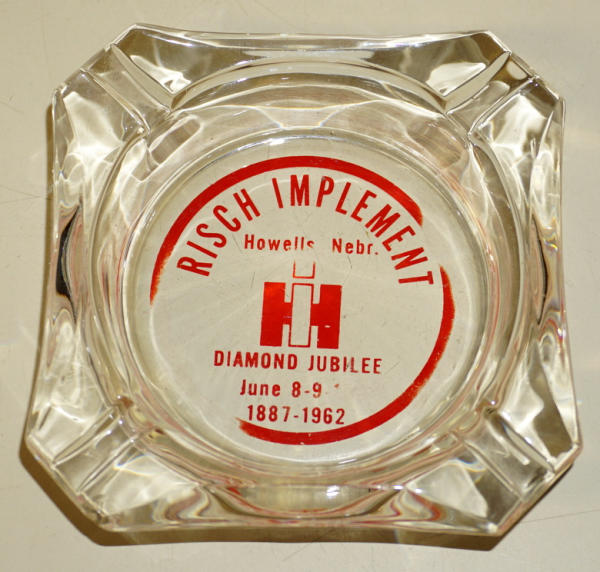 RISCH IMPLEMENT
Howells, Nebr.
IH
DIAMOND JUBILEE
June 8-9
1887-1962